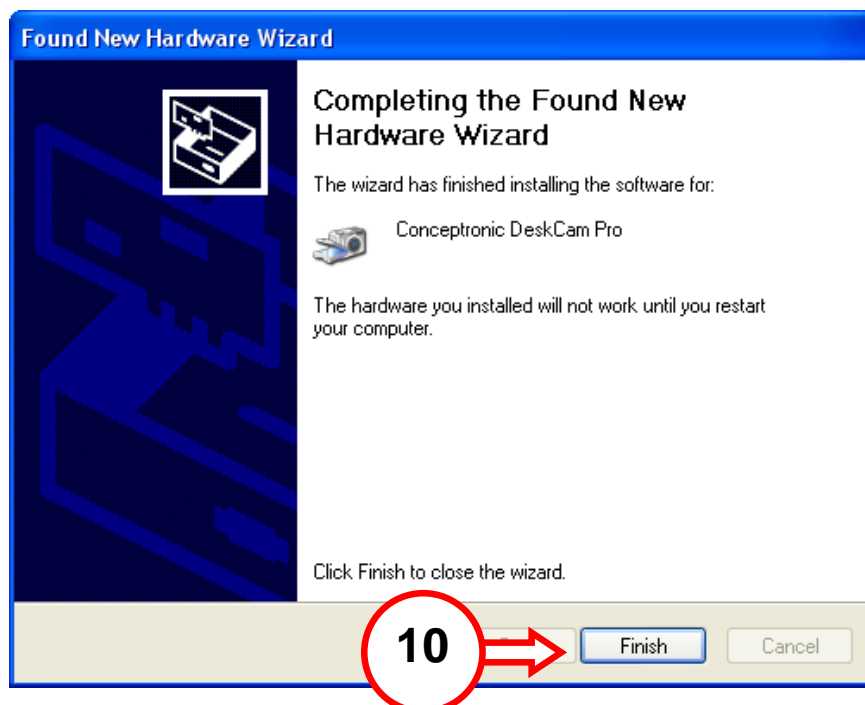 Found New Hardware Wizard
Completing the Found New
Hardware Wizard
The wizard has finished installing the software for:
Conceptronic DeskCam Pro
The hardware you installed will not work until you restart
your computer.
Click Finish to close the wizard.
10
Finish
Cancel